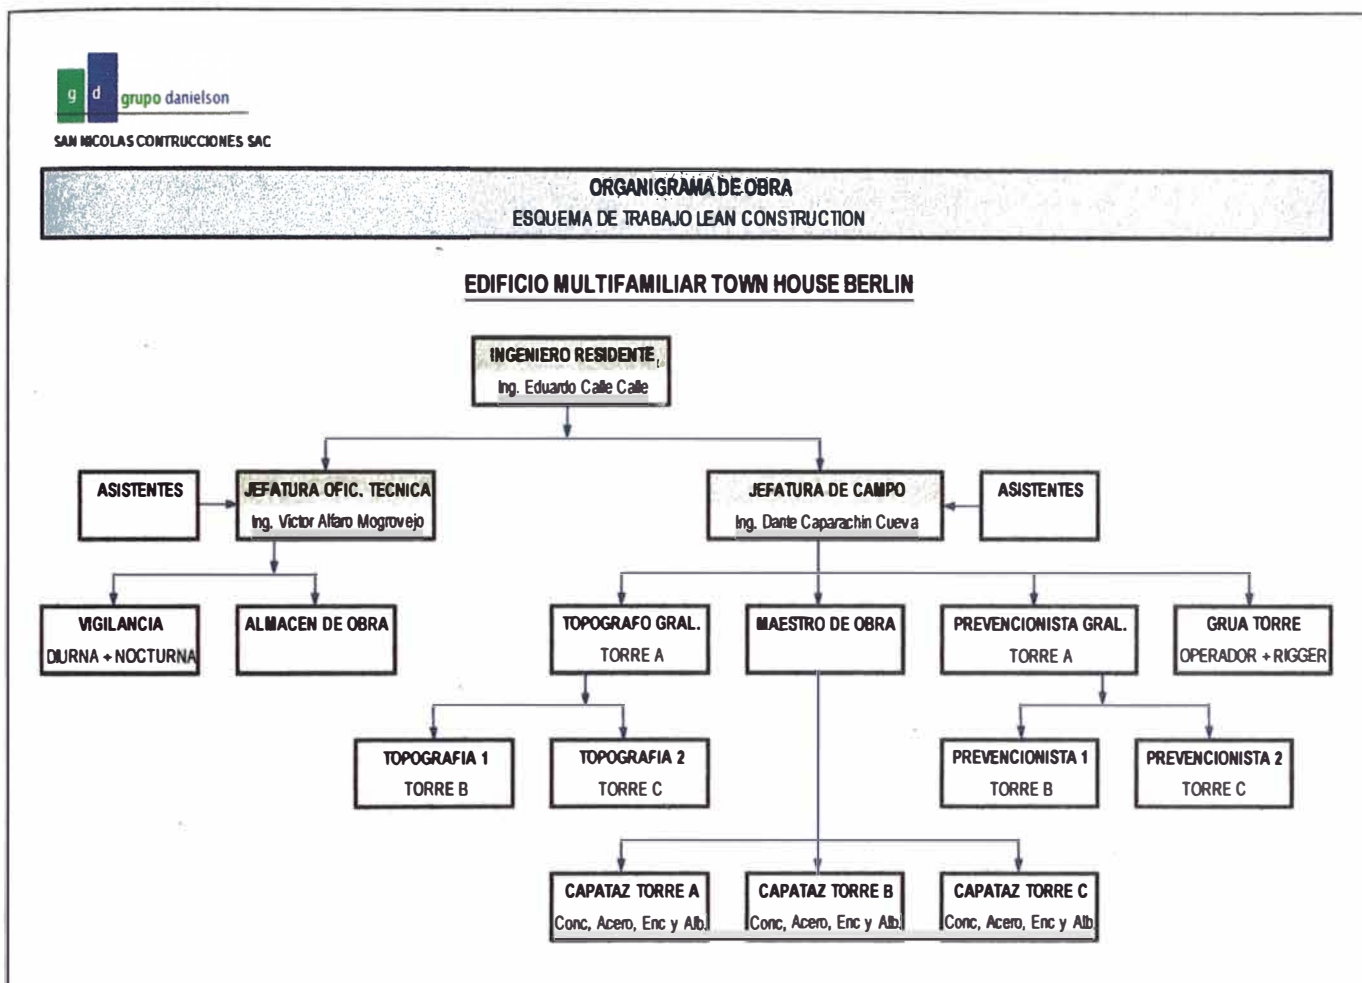 g d grupo danielson
SAN NICOLAS CONTRUCCIONES SAC
ORGANIGRAMA DE OBRA
ESQUEMA DE TRABAJO LEAN CONSTRUCTION
EDIFICIO MULTIFAMILIAR TOWN HOUSE BERLIN
INGENIERO RESIDENTE
Ing. Eduardo Calle Calle
ASISTENTES
JEFATURA OFIC. TECNICA
Ing. Victor Alfaro Mogrovejo
JEFATURA DE CAMPO
Ing. Dante Caparachin Cueva
ASISTENTES
VIGILANCIA
DIURNA + NOCTURNA
ALMACEN DE OBRA
TOPOGRAFO GRAL.
TORRE A
MAESTRO DE OBRA
PREVENCIONISTA GRAL.
TORRE A
GRUA TORRE
OPERADOR + RIGGER
TOPOGRAFIA 1
TORRE B
TOPOGRAFIA 2
TORRE C
PREVENCIONISTA 1
TORRE B
PREVENCIONISTA 2
TORRE C
CAPATAZ TORRE A
Conc, Acero, Enc y Alb.
CAPATAZ TORRE B
Conc, Acero, Enc y Alb.
CAPATAZ TORRE C
Conc, Acero, Enc y Alb.